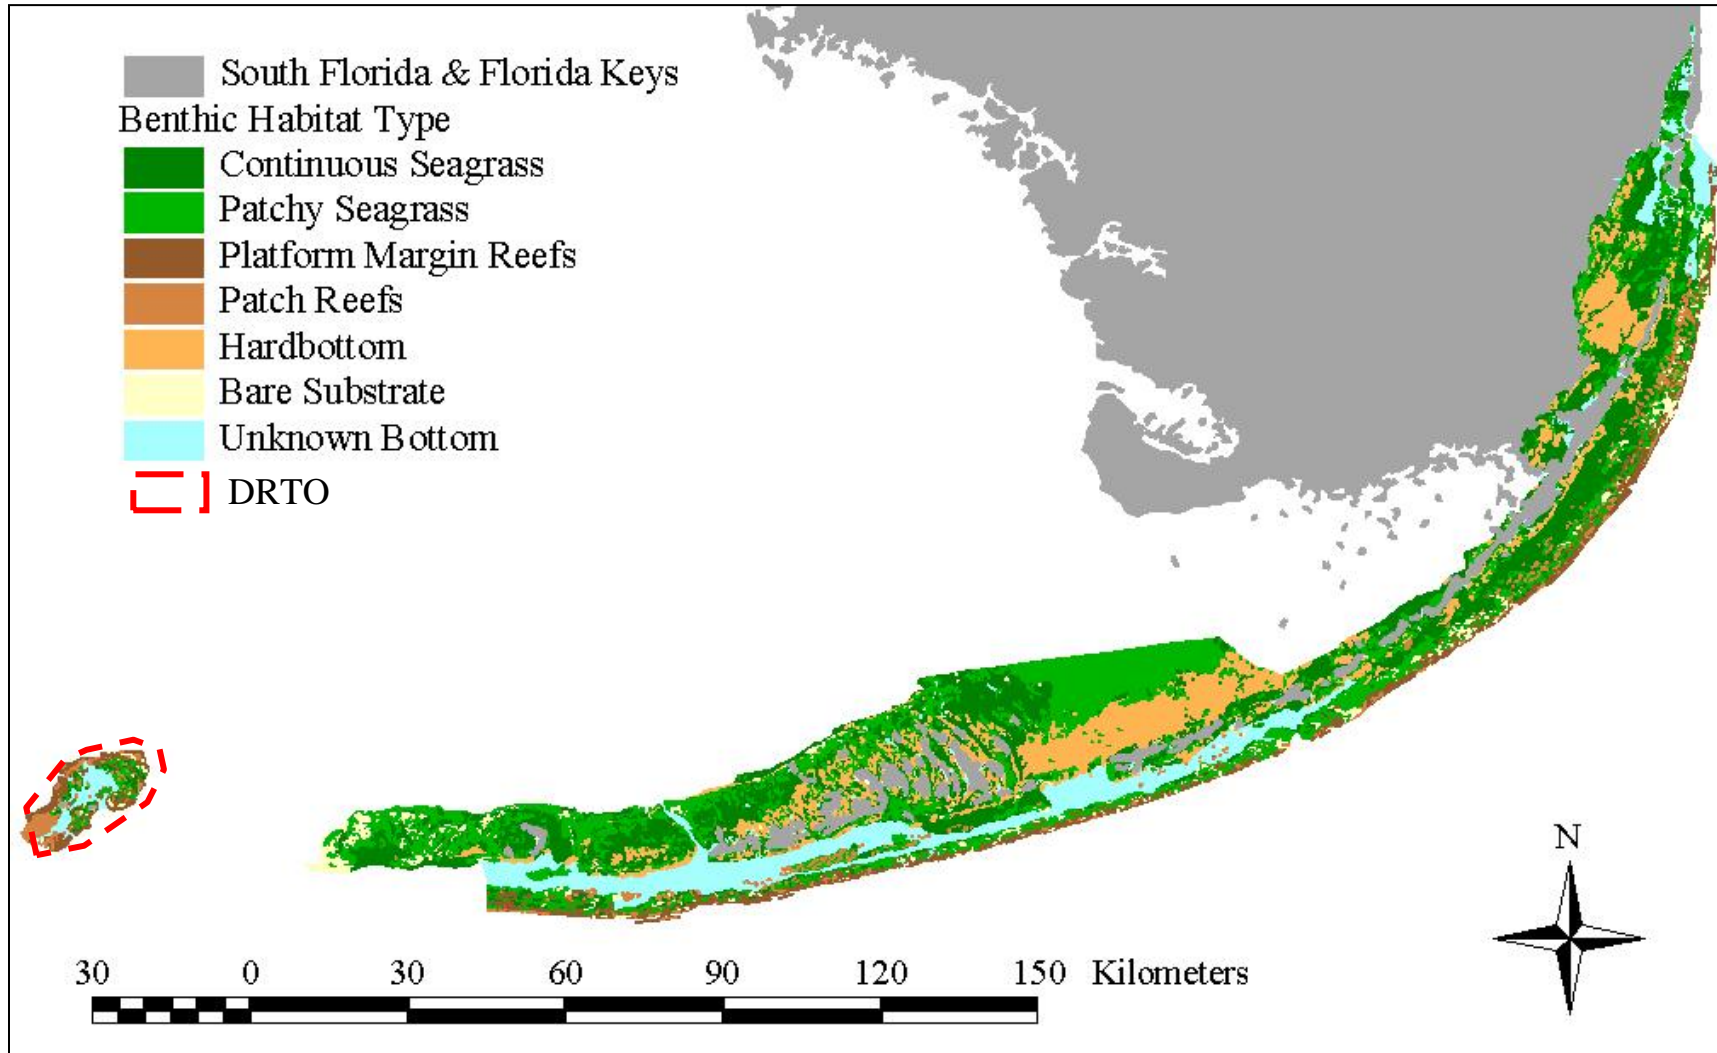 South Florida & Florida Keys
Benthic Habitat Type
Continuous Seagrass
Patchy Seagrass
Platform Margin Reefs
Patch Reefs
Hardbottom
Bare Substrate
Unknown Bottom
DRTO
N
30 0 30 60 90 120 150 Kilometers